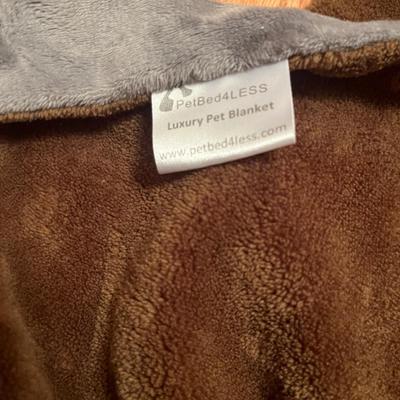 PetBed4LESS
Luxury Pet Blanket
www.petbed4less.com